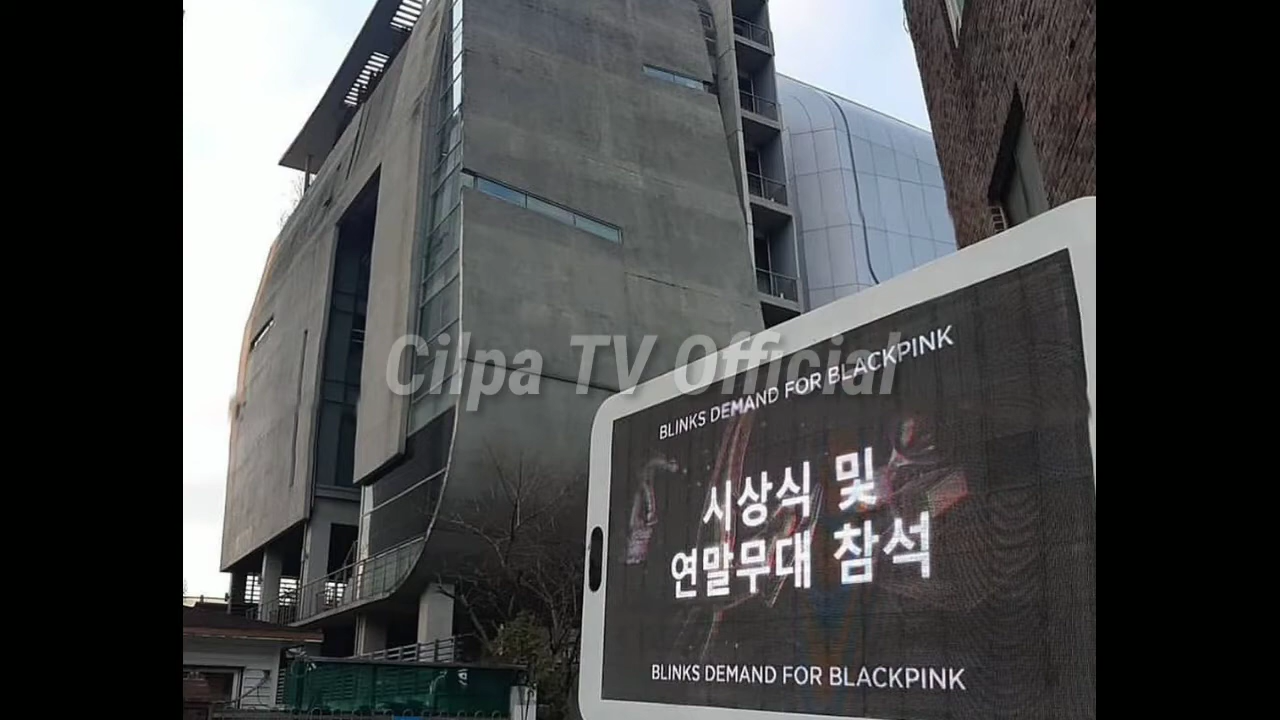 Cilpa TV Official
BLINKS DEMAND FOR BLACKPINK
시상식 및
연말무대 참석
BLINKS DEMAND FOR BLACKPINK